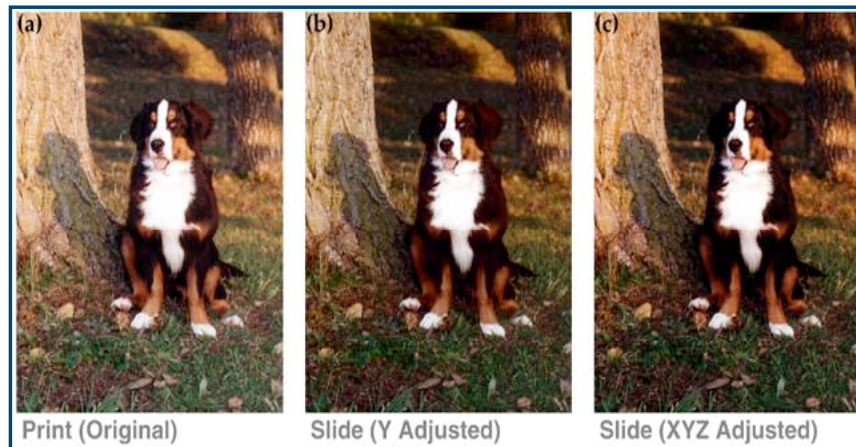 (a)
(b)
(c)
Print (Original)
Slide (Y Adjusted)
Slide (XYZ Adjusted)